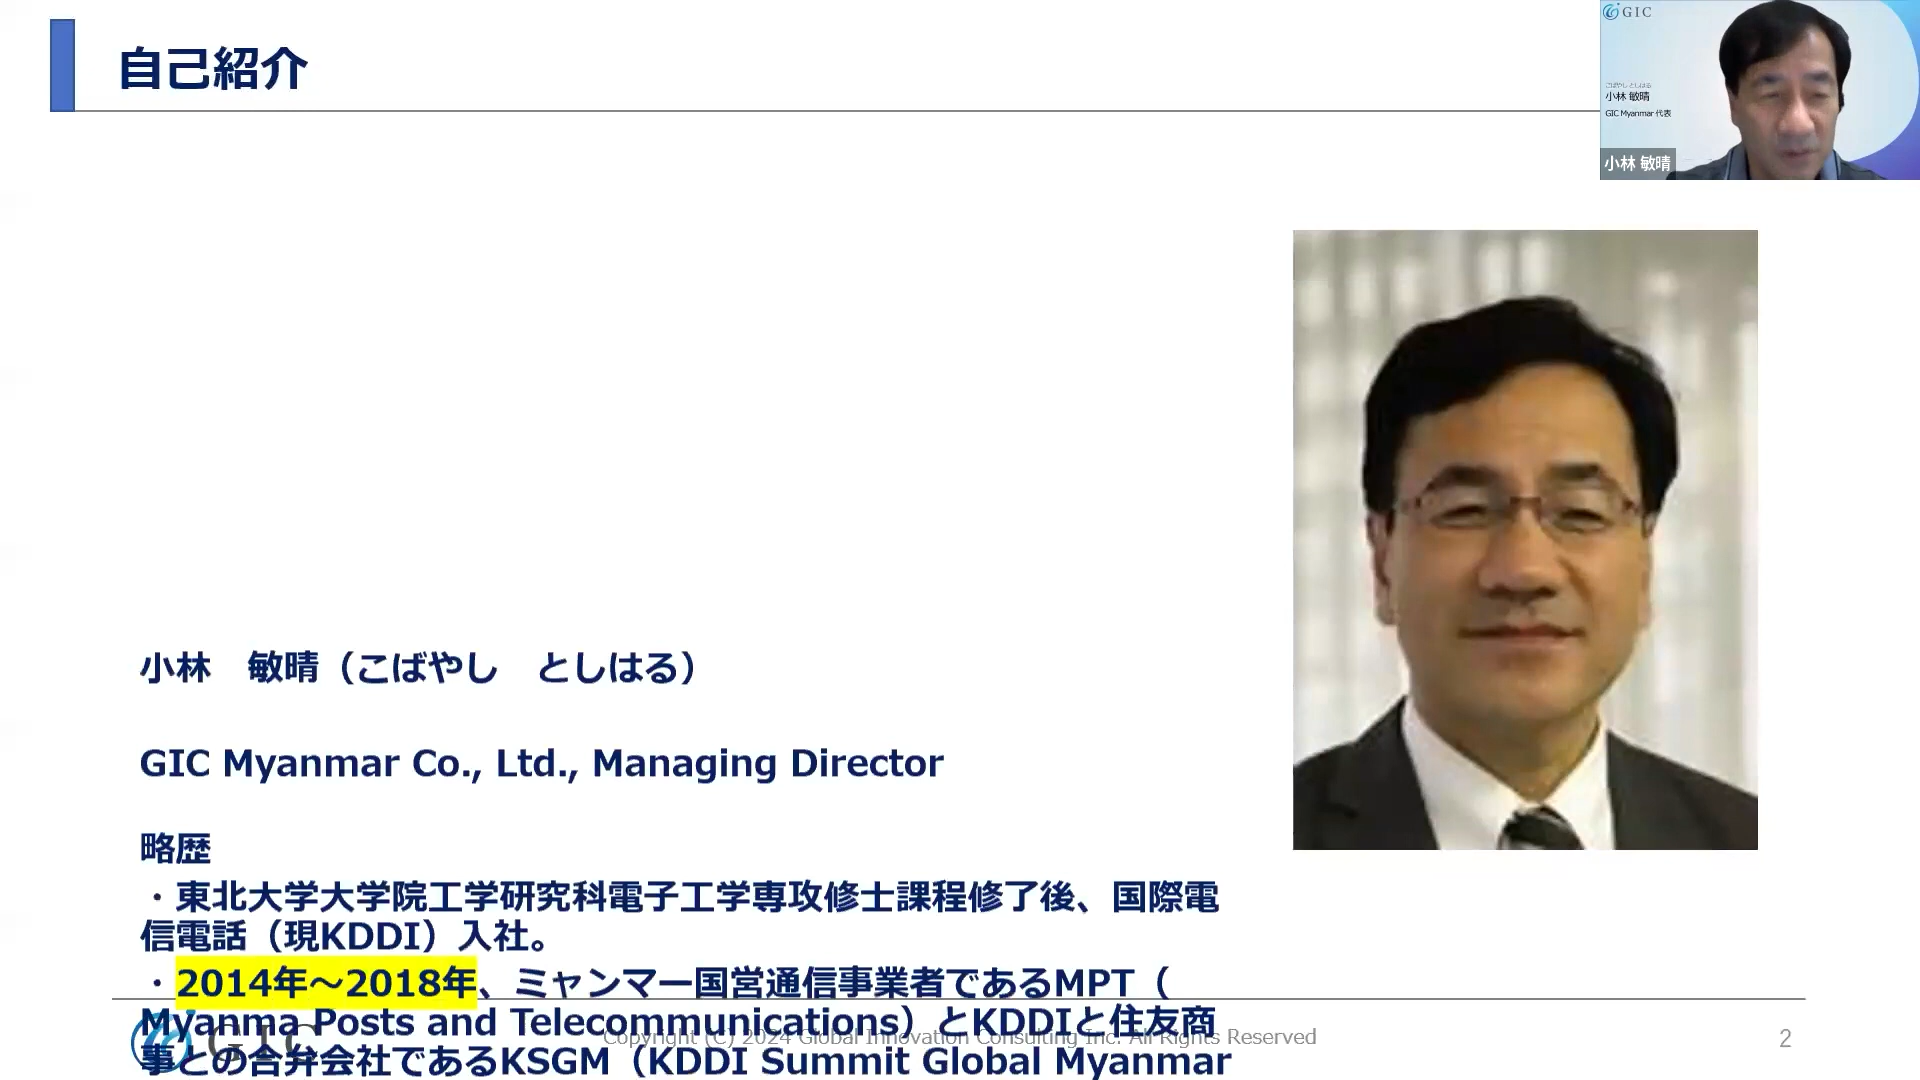 自己紹介
GIC
こばやし としはる
小林 敏晴
GIC Myanmar 代表
小林 敏晴
小林　敏晴（こばやし　としはる）
GIC Myanmar Co., Ltd., Managing Director
略歴
・東北大学大学院工学研究科電子工学専攻修士課程修了後、国際電
信電話（現KDDI）入社。
・2014年～2018年、ミャンマー国営通信事業者であるMPT（
Myanma Posts and Telecommunications）とKDDIと住友商
事との合弁会社であるKSGM（KDDI Summit Global Myanmar
GIC
Copyright (C) 2024 Global Innovation Consulting Inc. All Rights Reserved
2